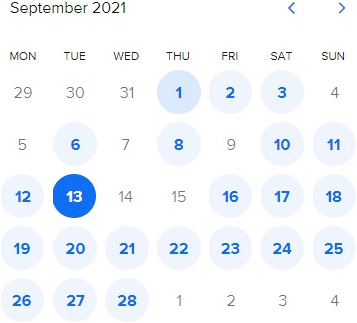 September 2021
MON TUE WED THU FRI SAT SUN
29 30 31 1 2 3 4
5 6 7 8 9 10 11
12 13 14 15 16 17 18
19 20 21 22 23 24 25
26 27 28 1 2 3 4